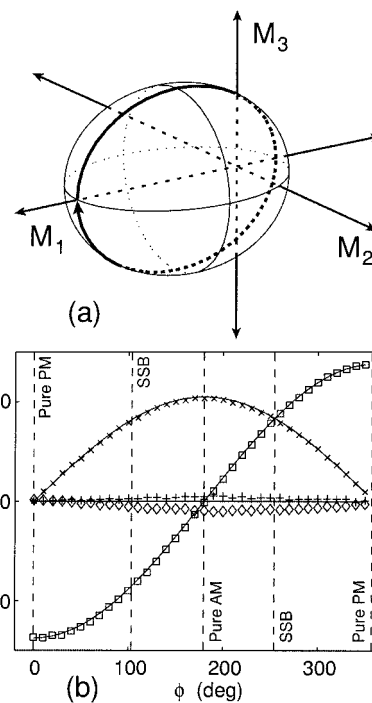 M3
M1
M2
(a)
Pure PM
SSB
Pure AM
SSB
Pure PM
0
0
0
0
100
200
300
(b)
ϕ (deg)